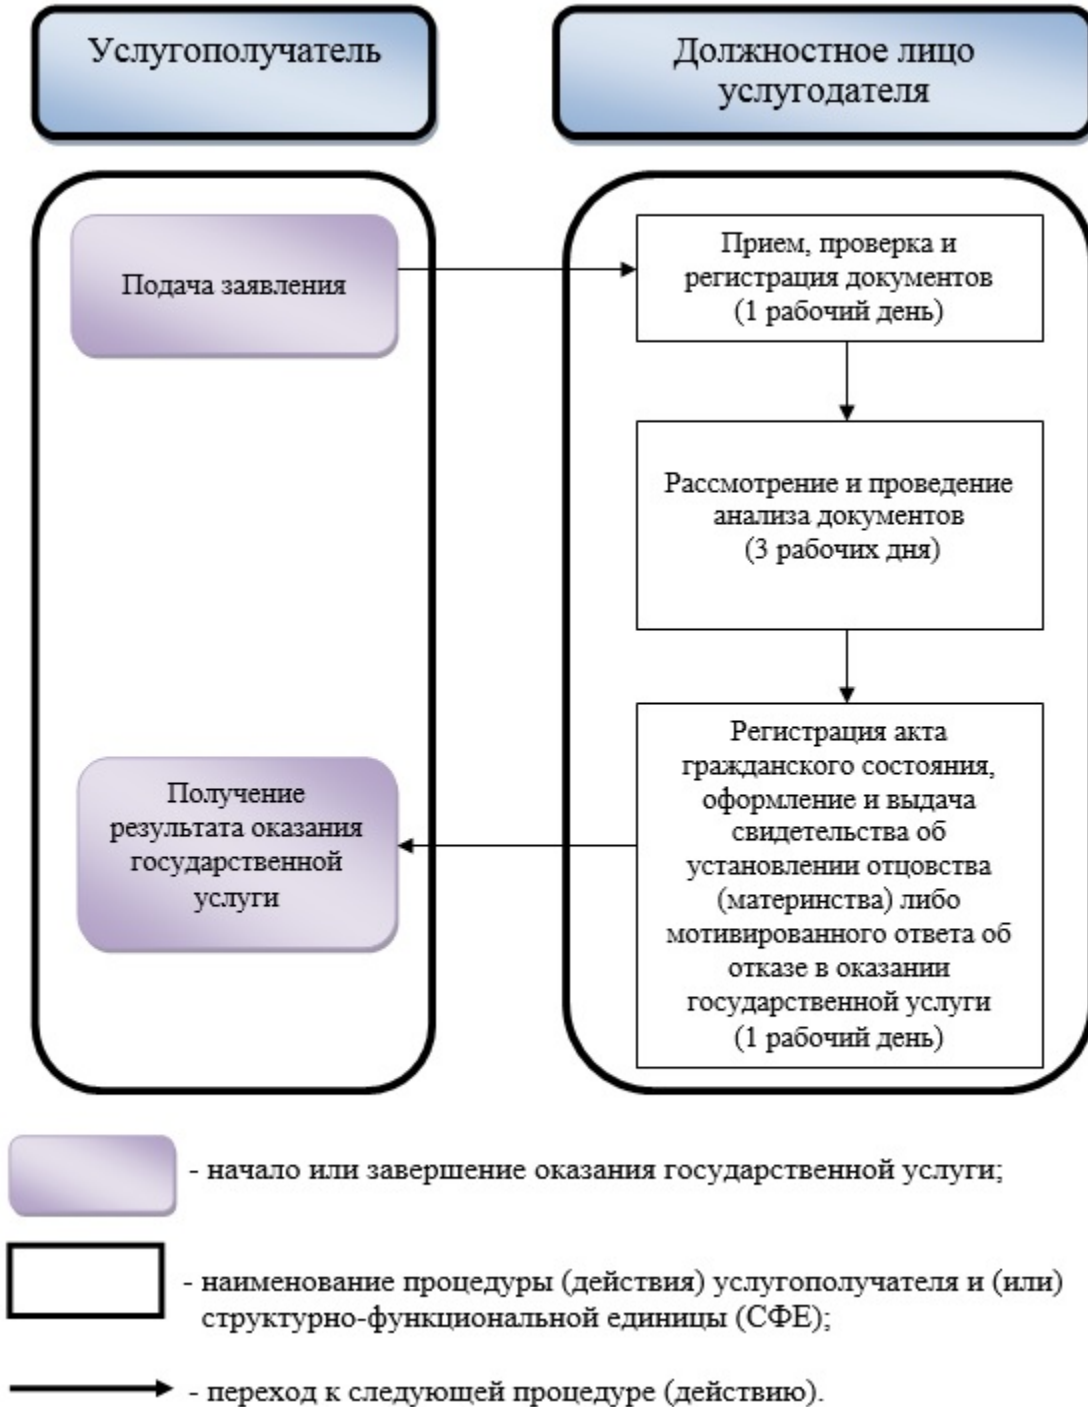 Услугополучатель
Должностное лицо
услугодателя
Подача заявления
Прием, проверка и
регистрация документов
(1 рабочий день)
Рассмотрение и проведение
анализа документов
(3 рабочих дня)
Регистрация акта
гражданского состояния,
оформление и выдача
свидетельства об
установлении отцовства
(материнства) либо
мотивированного ответа об
отказе в оказании
государственной услуги
(1 рабочий день)
Получение
результата оказания
государственной
услуги
- начало или завершение оказания государственной услуги;
- наименование процедуры (действия) услугополучателя и (или)
структурно-функциональной единицы (СФЕ);
- переход к следующей процедуре (действию).